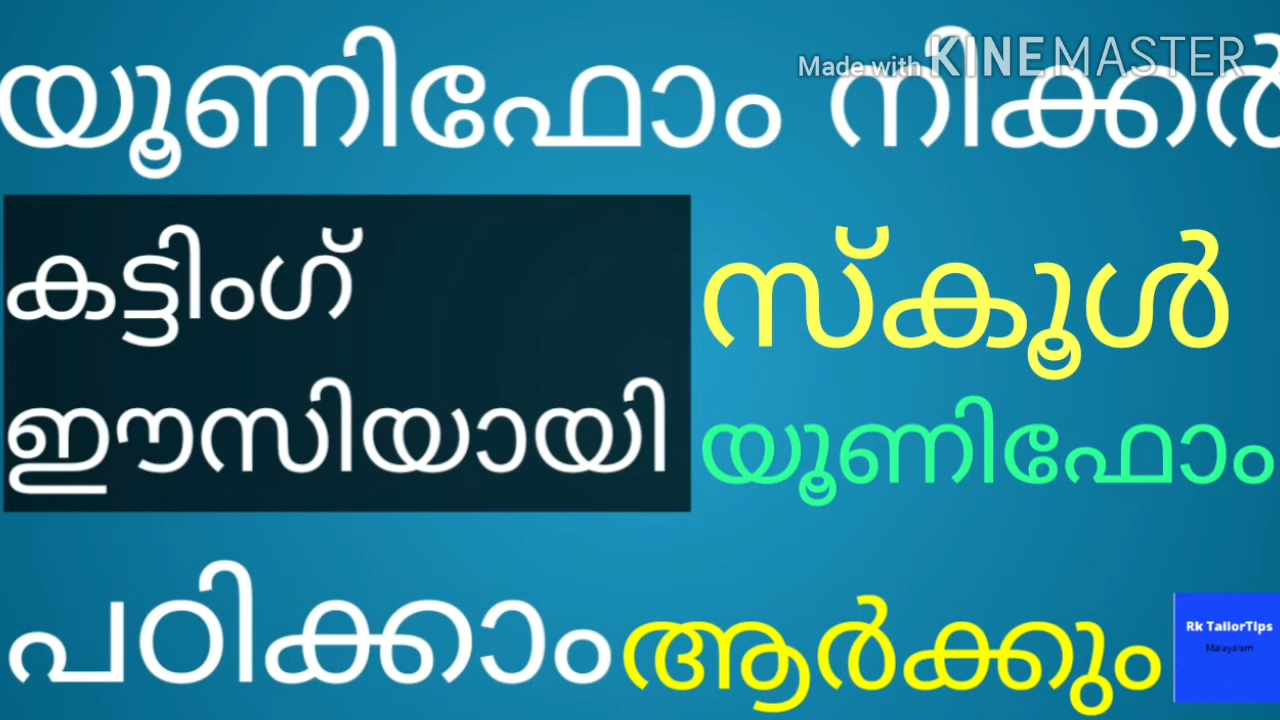 Made with KINEMASTER
യൂണിഫോം നിക്കർ
കട്ടിംഗ്
ഈസിയായി
സ്കൂൾ
യൂണിഫോം
പഠിക്കാം ആർക്കും
Rk TailorTips
Malayalam